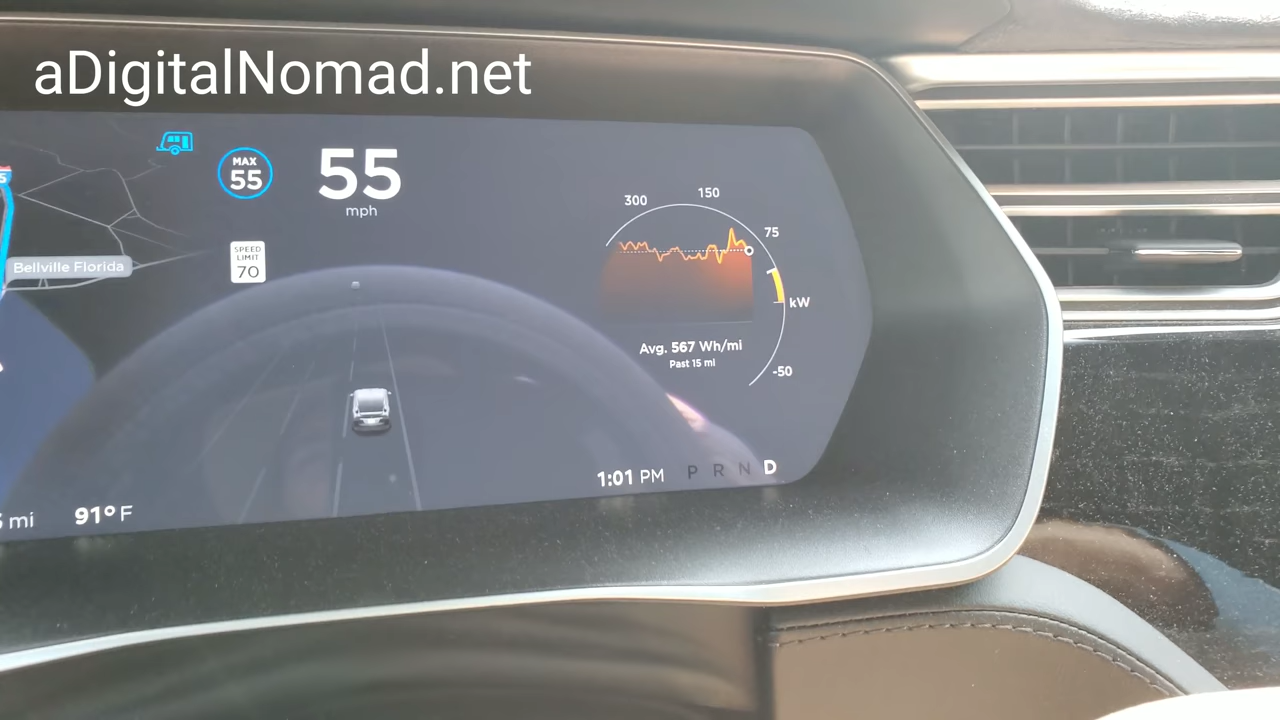 aDigitalNomad.net
MAX
55
55
mph
SPEED
LIMIT
70
5
Bellville Florida
300
150
75
kW
-50
Avg. 567 Wh/mi
Past 15 mi
1:01 PM
P R N D
mi
91° F